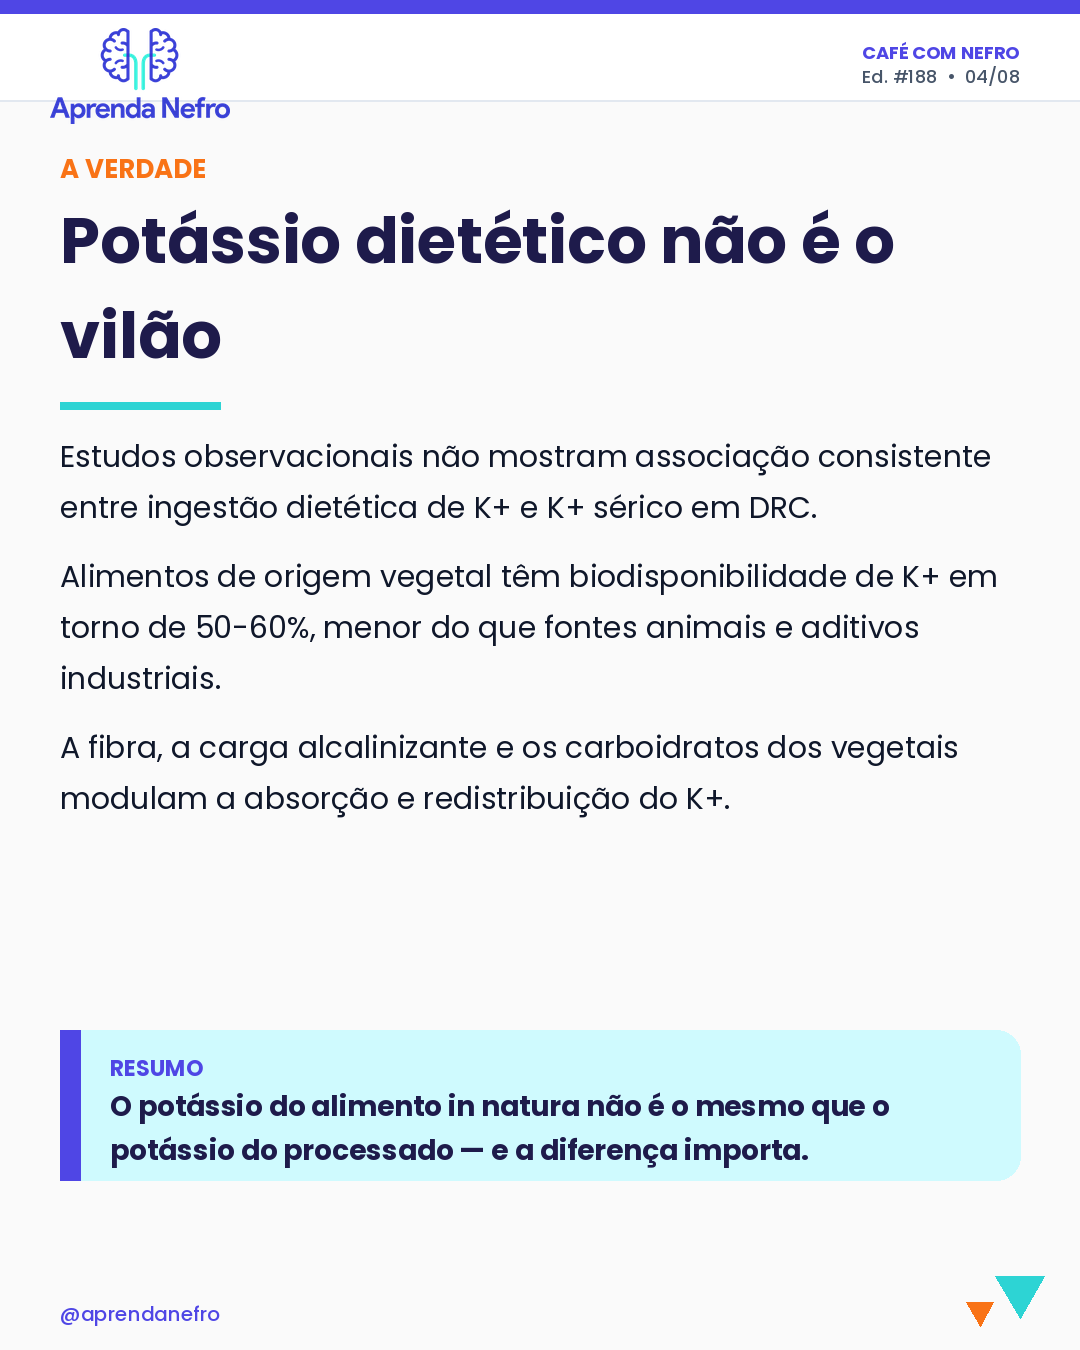 Aprenda Nefro
CAFÉ COM NEFRO
Ed. #188 • 04/08
A VERDADE
Potássio dietético não é o
vilão
Estudos observacionais não mostram associação consistente
entre ingestão dietética de K+ e K+ sérico em DRC.
Alimentos de origem vegetal têm biodisponibilidade de K+ em
torno de 50-60%, menor do que fontes animais e aditivos
industriais.
A fibra, a carga alcalinizante e os carboidratos dos vegetais
modulam a absorção e redistribuição do K+.
RESUMO
O potássio do alimento in natura não é o mesmo que o
potássio do processado — e a diferença importa.
@aprendanefro